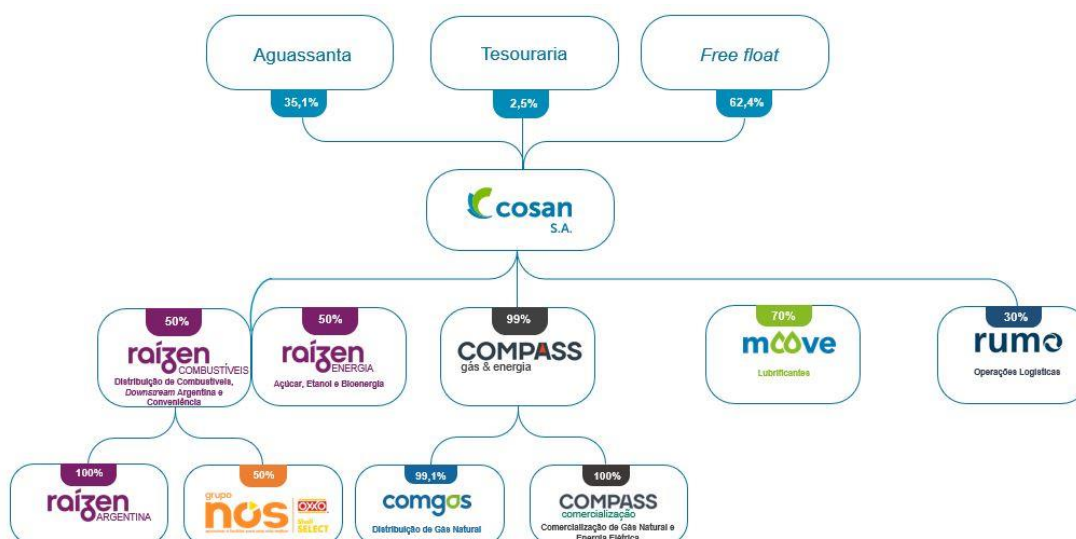 Aguassanta
Tesouraria
Free float
35,1%
2,5%
62,4%
cosan
S.A.
50%
raízen
COMBUSTÍVEIS
Distribuição de Combustíveis,
Downstream Argentina e
Conveniência
50%
raízen
ENERGIA
Açúcar, Etanol e Bioenergia
99%
COMPASS
gás & energia
70%
moove
Lubrificantes
30%
rumo
Operações Logísticas
100%
raízen
ARGENTINA
50%
grupo
nós
OXXO
Shell
SELECT
99,1%
comgas
Distribuição de Gás Natural
100%
COMPASS
comercialização
Comercialização de Gás Natural e
Energia Elétrica